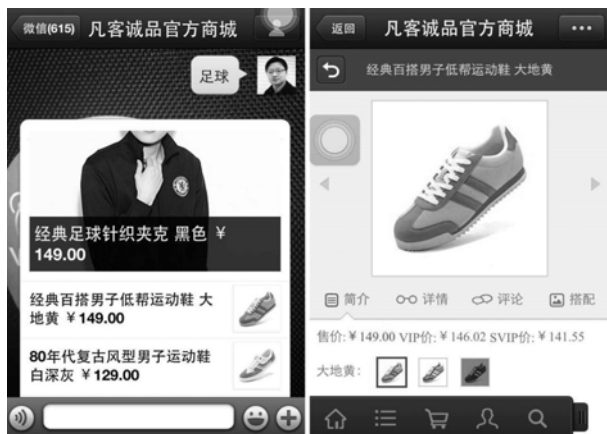 微信(615) 凡客诚品官方商城
足球
经典足球针织夹克 黑色 ¥
149.00
经典百搭男子低帮运动鞋 大
地黄 ¥149.00
80年代复古风型男子运动鞋
白深灰 ¥129.00
返回 凡客诚品官方商城
经典百搭男子低帮运动鞋 大地黄
简介 详情 评论 搭配
售价:¥149.00 VIP价:¥146.02 SVIP价:¥141.55
大地黄: